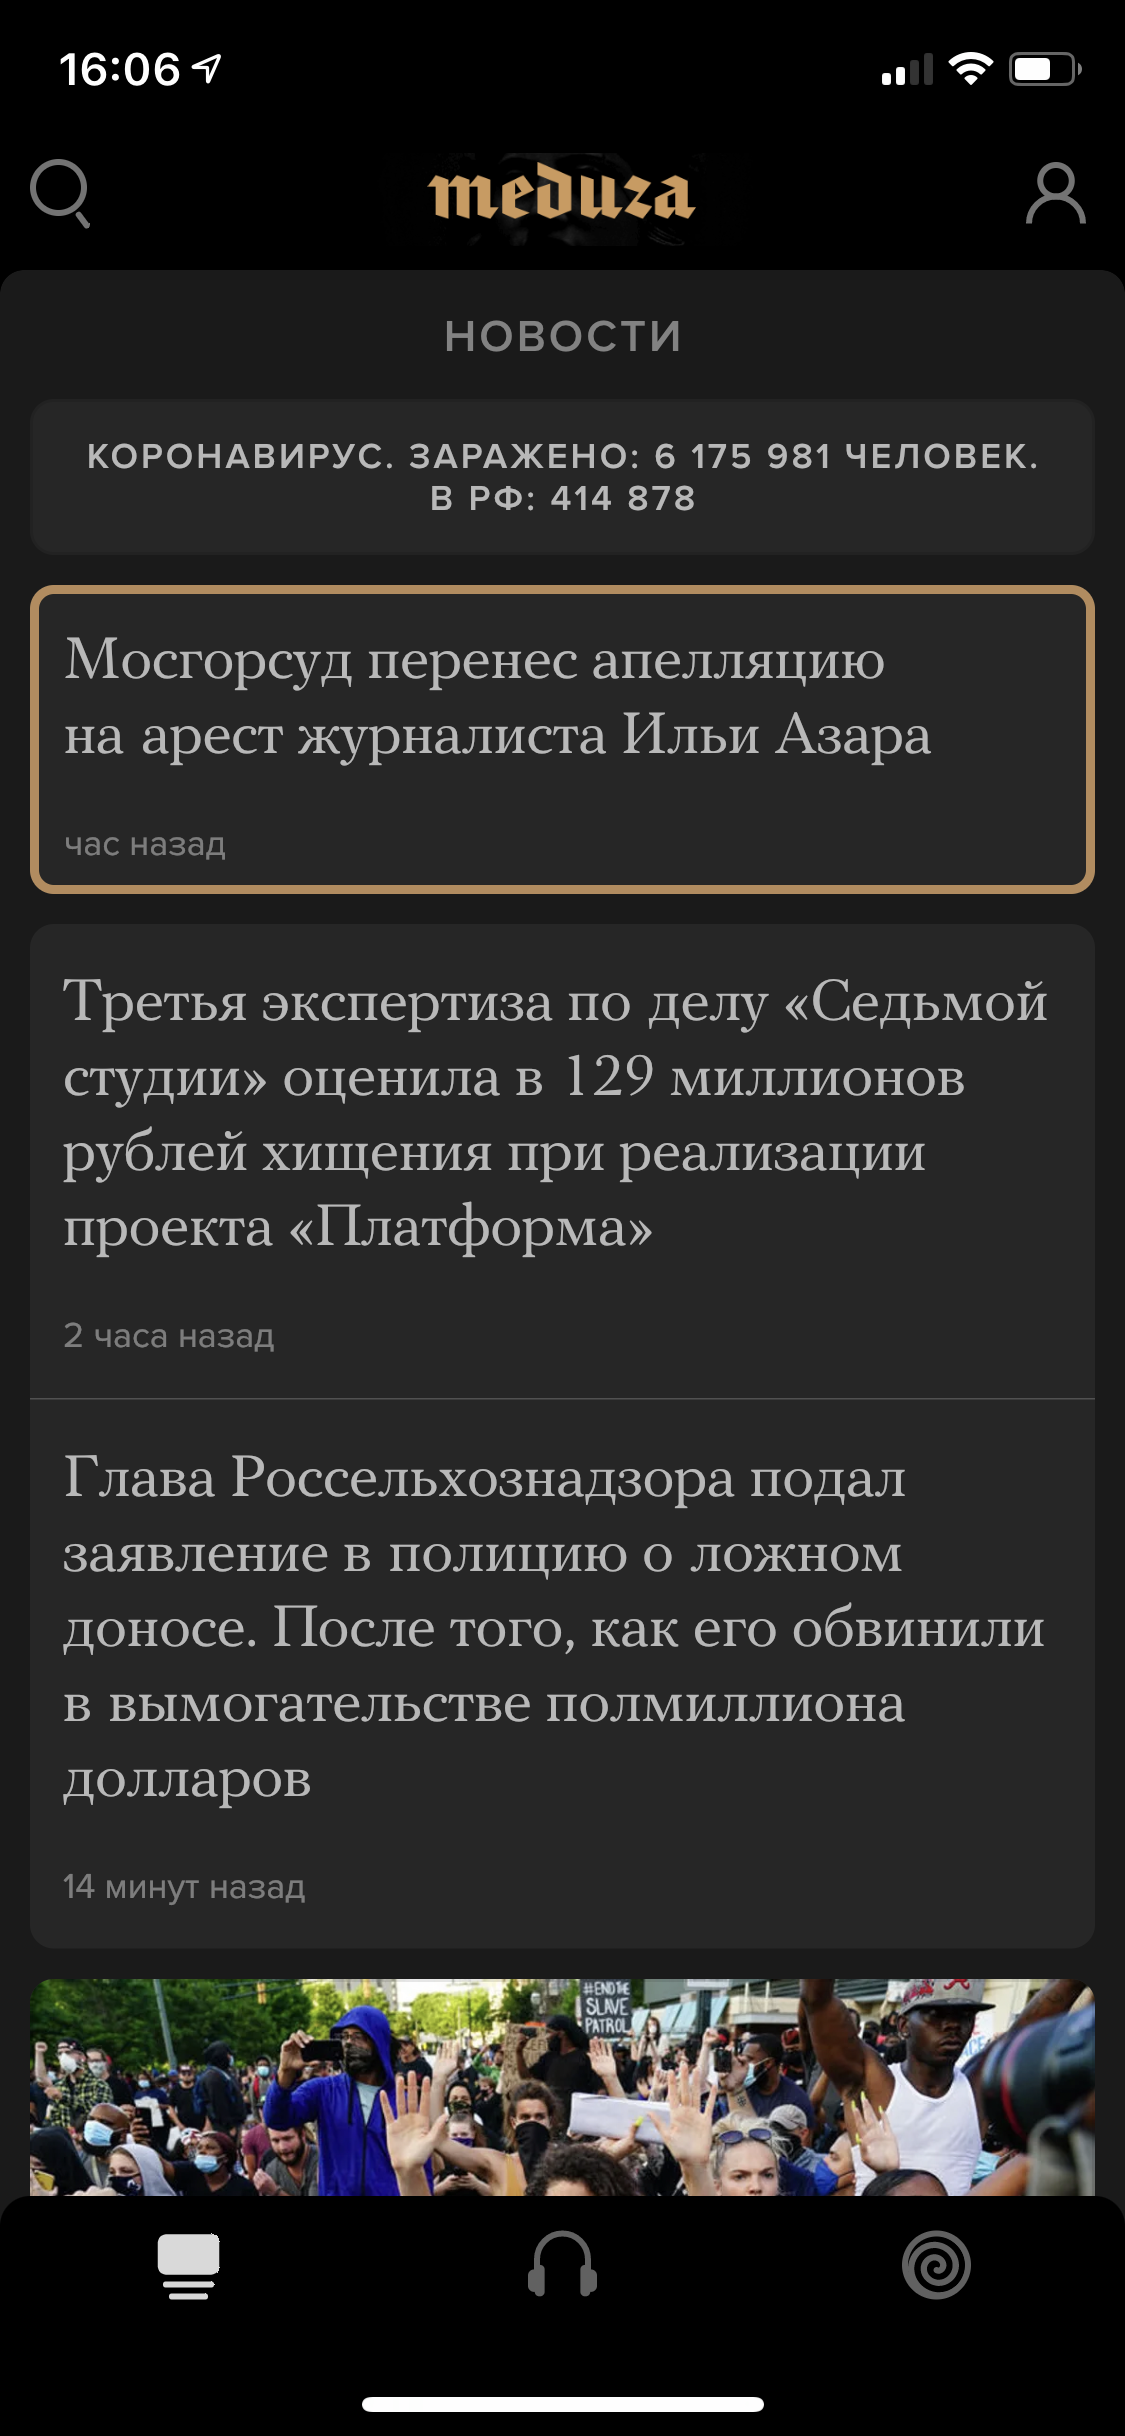 16:06
meduza
НОВОСТИ
КОРОНАВИРУС. ЗАРАЖЕНО: 6 175 981 ЧЕЛОВЕК.
В РФ: 414 878
Мосгорсуд перенес апелляцию
на арест журналиста Ильи Азара
час назад
Третья экспертиза по делу «Седьмой
студии» оценила в 129 миллионов
рублей хищения при реализации
проекта «Платформа»
2 часа назад
Глава Россельхознадзора подал
заявление в полицию о ложном
доносе. После того, как его обвинили
в вымогательстве полмиллиона
долларов
14 минут назад
#END THE
SLAVE
PATROL